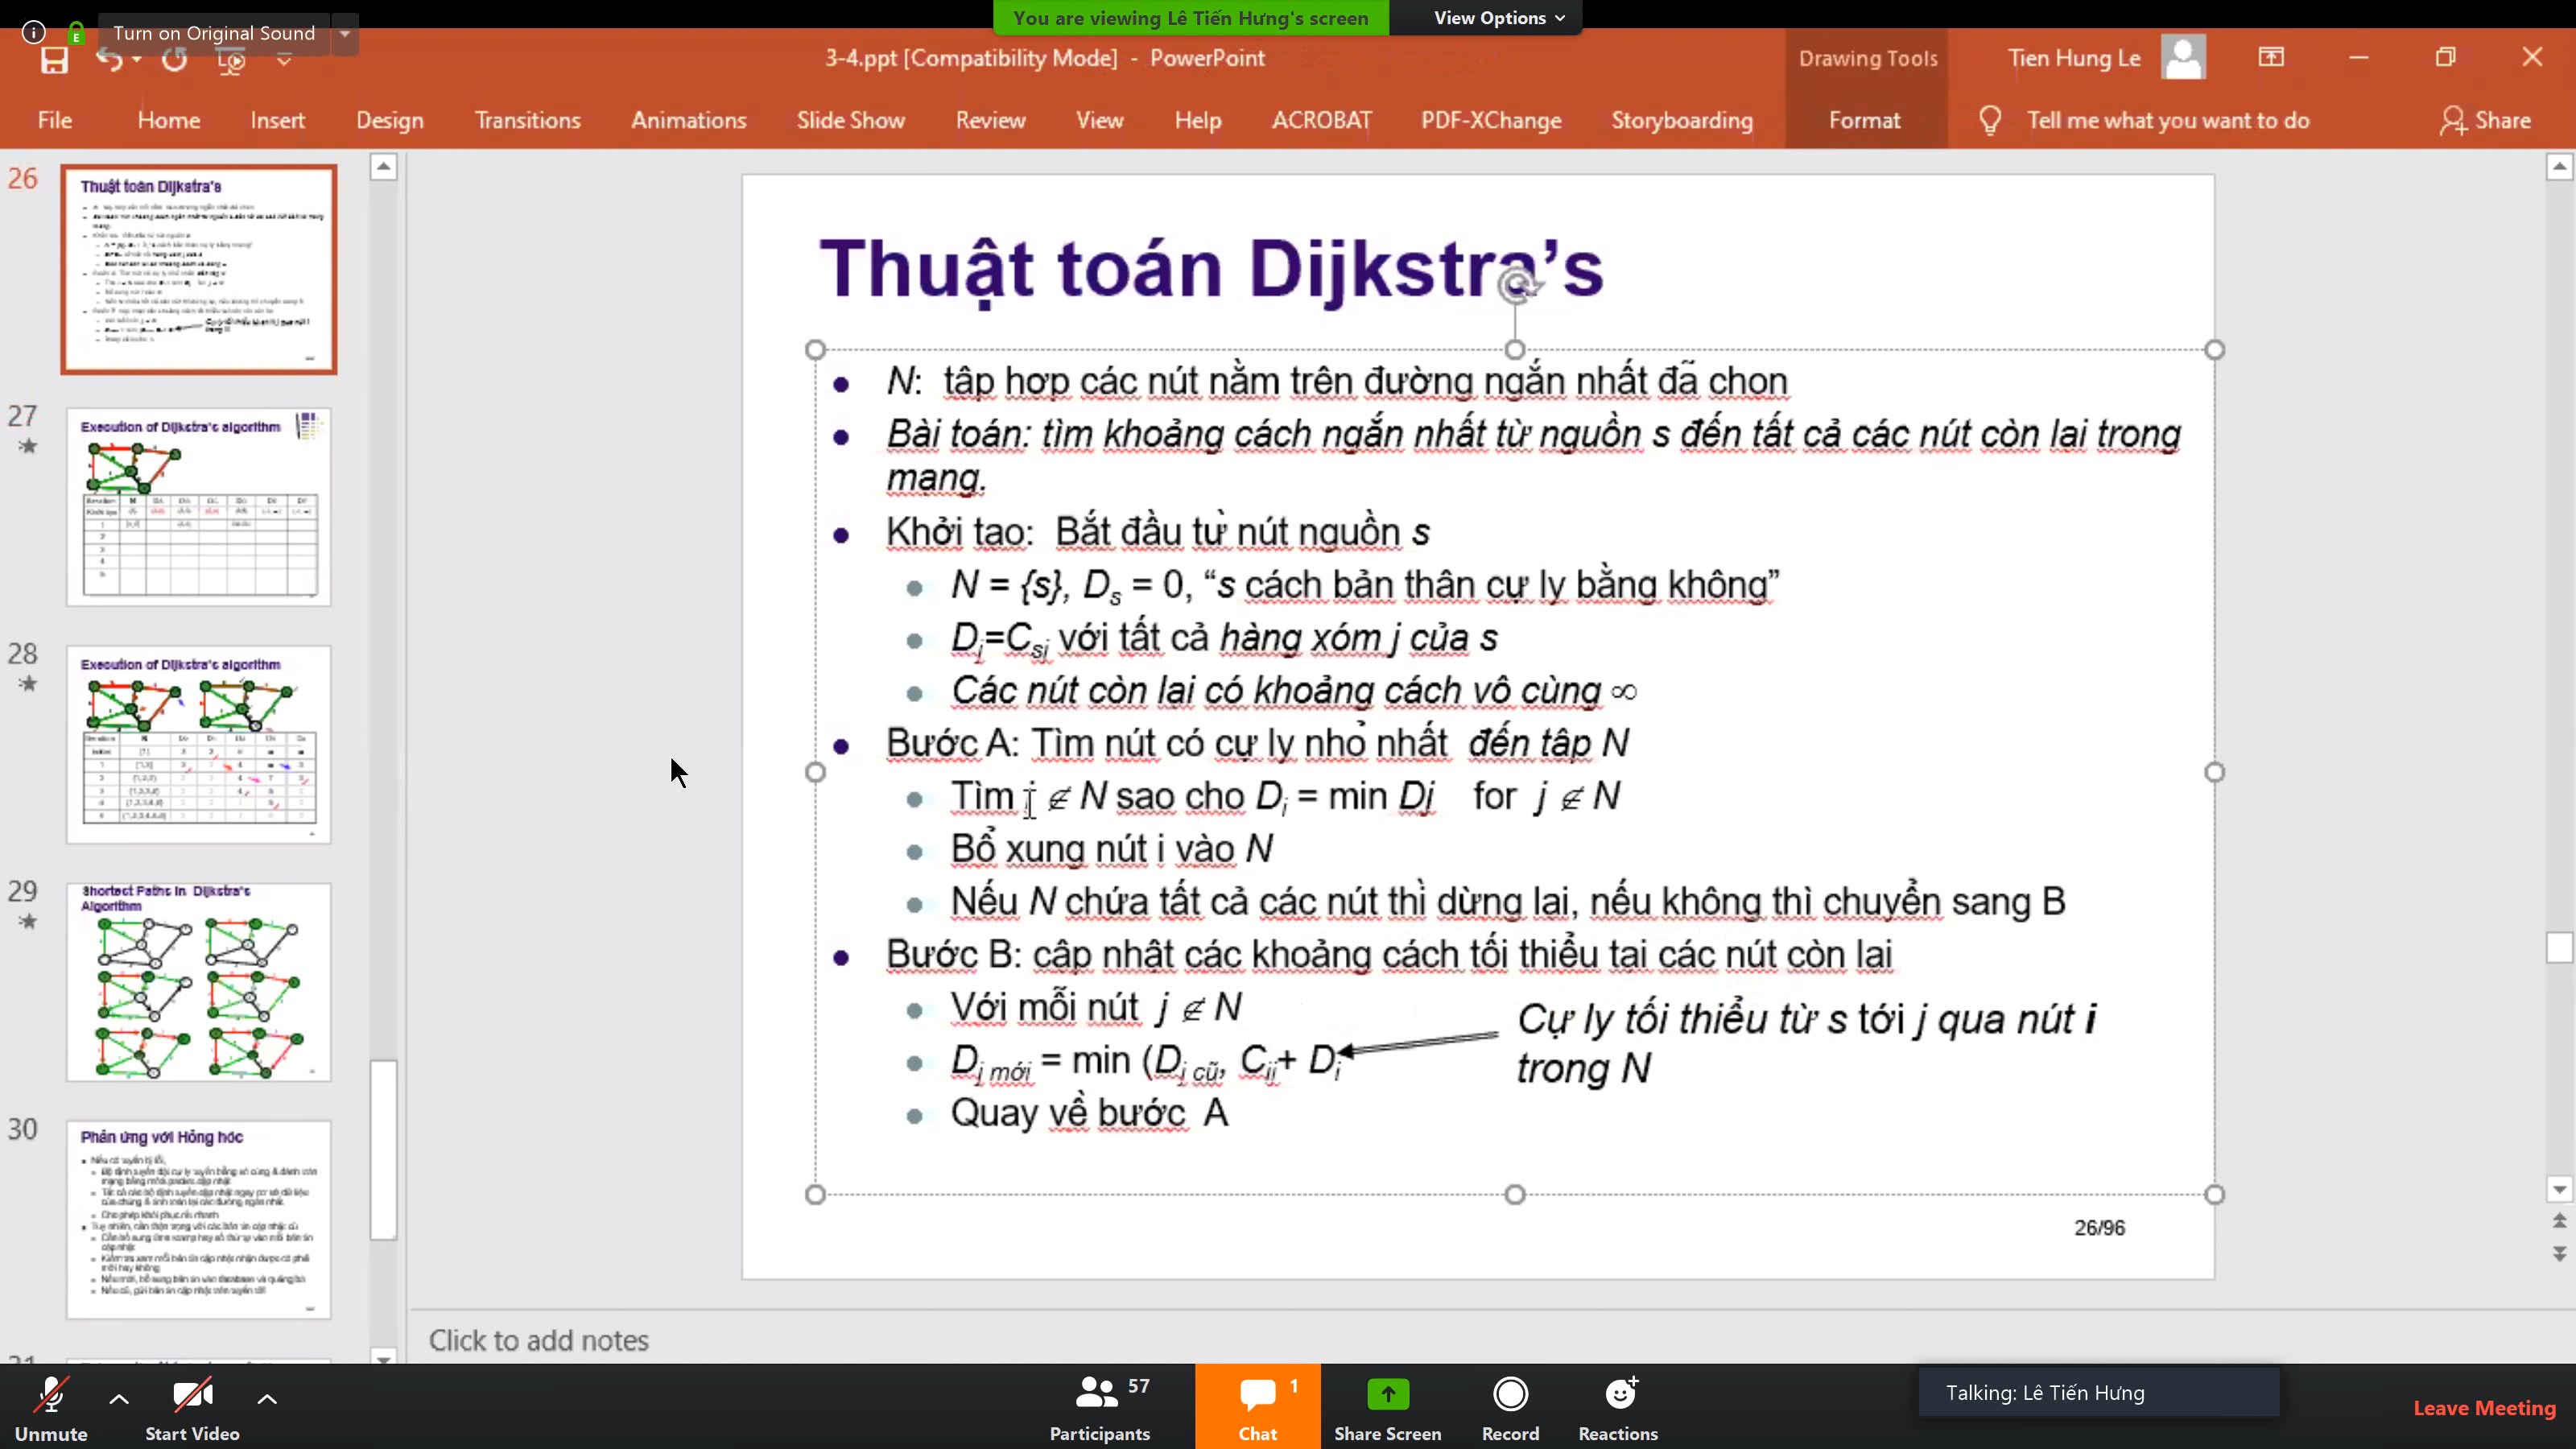 You are viewing Lê Tiến Hưng's screen
View Options
Turn on Original Sound
3-4.ppt [Compatibility Mode] - PowerPoint
Drawing Tools
Tien Hung Le
File Home Insert Design Transitions Animations Slide Show Review View Help ACROBAT PDF-XChange Storyboarding Format Tell me what you want to do Share
26
Thuật toán Dijkstra's
27
Execution of Dijkstra's algorithm
28
Execution of Dijkstra's algorithm
29
Shortest Paths in Dijkstra's
Algorithm
30
Phản ứng với Hỏng hóc
Thuật toán Dijkstra's
N: tập hợp các nút nằm trên đường ngắn nhất đã chọn
Bài toán: tìm khoảng cách ngắn nhất từ nguồn s đến tất cả các nút còn lại trong
mạng.
Khởi tạo: Bắt đầu từ nút nguồn s
N = {s}, Ds = 0, “s cách bản thân cự ly bằng không”
Dj=Csj với tất cả hàng xóm j của s
Các nút còn lại có khoảng cách vô cùng ∞
Bước A: Tìm nút có cự ly nhỏ nhất đến tập N
Tìm i ∉ N sao cho Di = min Dj for j ∉ N
Bổ xung nút i vào N
Nếu N chứa tất cả các nút thì dừng lại, nếu không thì chuyển sang B
Bước B: cập nhật các khoảng cách tối thiểu tại các nút còn lại
Với mỗi nút j ∉ N
Dj mới = min (Dj cũ, Cij+ Di
Quay về bước A
Cự ly tối thiểu từ s tới j qua nút i
trong N
26/96
Click to add notes
Unmute
Start Video
57
Participants
1
Chat
Share Screen
Record
Reactions
Talking: Lê Tiến Hưng
Leave Meeting